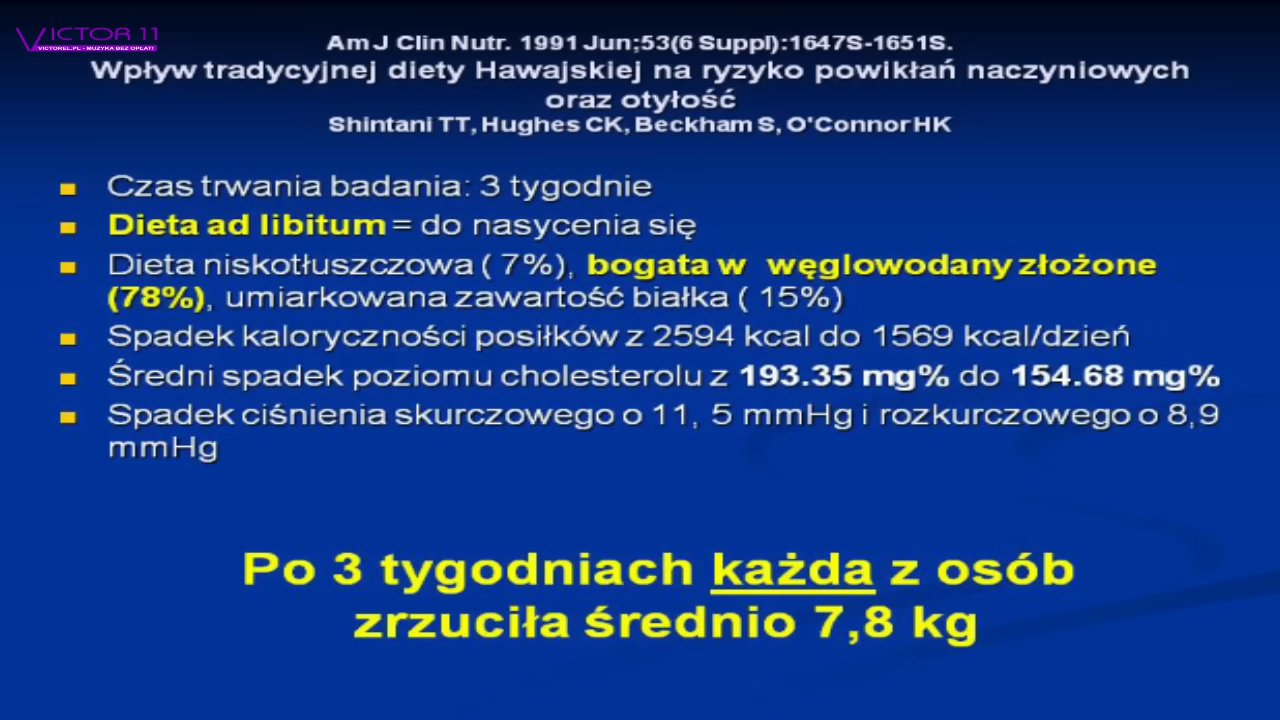 VICTOR 11
VICTOREL.PL - MUZYKA BEZ OPŁAT!
Am J Clin Nutr. 1991 Jun;53(6 Suppl):1647S-1651S.
Wpływ tradycyjnej diety Hawajskiej na ryzyko powikłań naczyniowych
oraz otyłość
Shintani TT, Hughes CK, Beckham S, O'Connor HK
Czas trwania badania: 3 tygodnie
Dieta ad libitum = do nasycenia się
Dieta niskotłuszczowa ( 7%), bogata w węglowodany złożone
(78%), umiarkowana zawartość białka ( 15%)
Spadek kaloryczności posiłków z 2594 kcal do 1569 kcal/dzień
Średni spadek poziomu cholesterolu z 193.35 mg% do 154.68 mg%
Spadek ciśnienia skurczowego o 11, 5 mmHg i rozkurczowego o 8,9
mmHg
Po 3 tygodniach każda z osób
zrzuciła średnio 7,8 kg